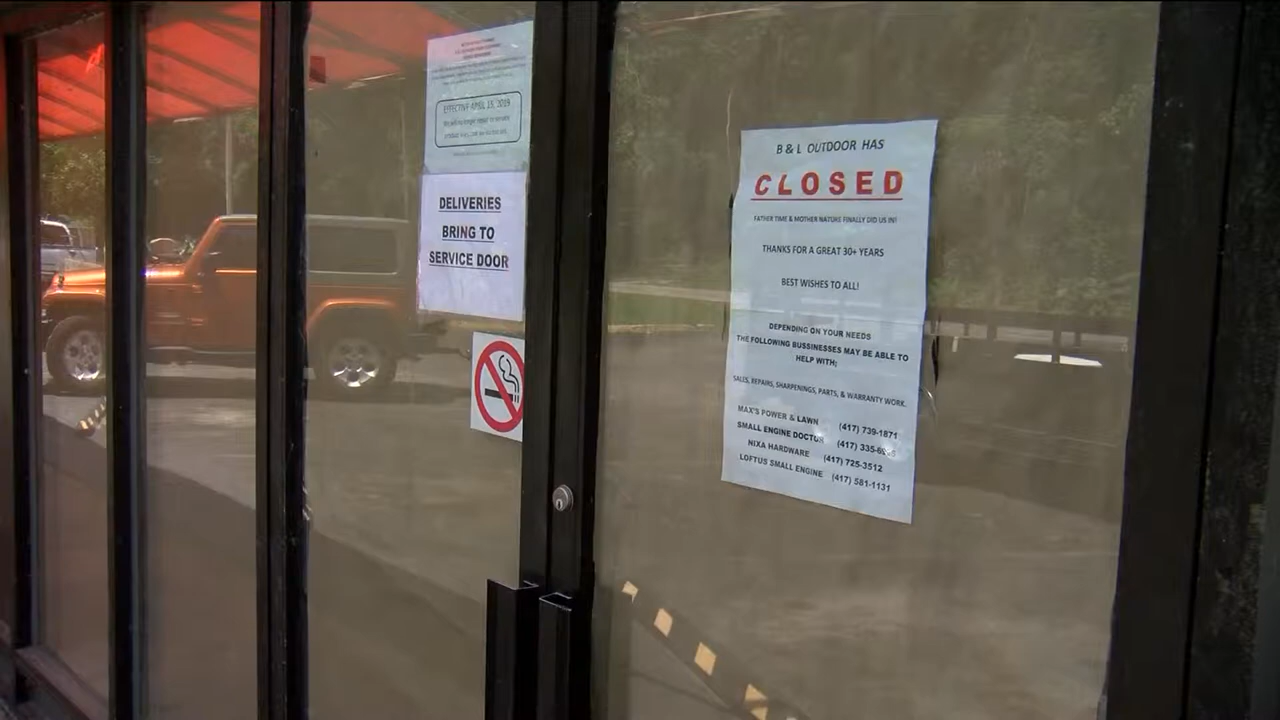 EFFECTIVE APRIL 15, 2019
DELIVERIES
BRING TO
SERVICE DOOR
B & L OUTDOOR HAS
CLOSED
FATHER TIME & MOTHER NATURE FINALLY DID US IN!
THANKS FOR A GREAT 30+ YEARS
BEST WISHES TO ALL!
DEPENDING ON YOUR NEEDS
THE FOLLOWING BUSSINESSES MAY BE ABLE TO
HELP WITH;
SALES, REPAIRS, SHARPENINGS, PARTS, & WARRANTY WORK.
MAX'S POWER & LAWN (417) 739-1871
SMALL ENGINE DOCTOR (417)
NIXA HARDWARE (417) 725-3512
LOFTUS SMALL ENGINE (417) 581-1131